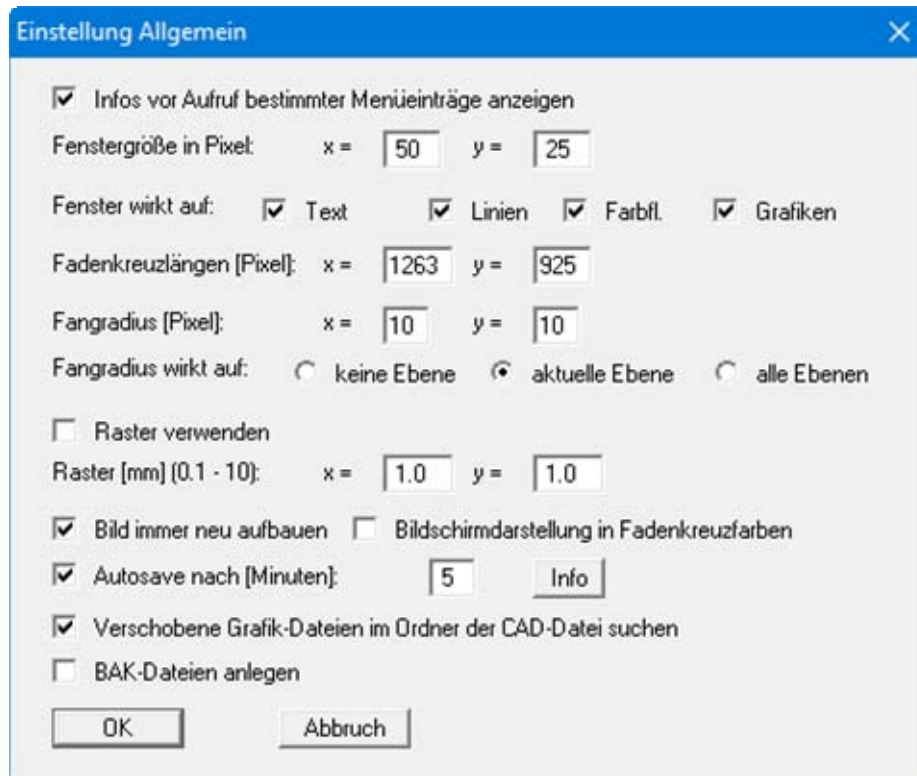 Einstellung Allgemein
Infos vor Aufruf bestimmter Menüeinträge anzeigen
Fenstergröße in Pixel: x = 50 y = 25
Fenster wirkt auf: Text Linien Farbfl. Grafiken
Fadenkreuzlängen [Pixel]: x = 1263 y = 925
Fangradius [Pixel]: x = 10 y = 10
Fangradius wirkt auf: keine Ebene aktuelle Ebene alle Ebenen
Raster verwenden
Raster [mm] (0.1 - 10): x = 1.0 y = 1.0
Bild immer neu aufbauen Bildschirmdarstellung in Fadenkreuzfarben
Autosave nach [Minuten]: 5 Info
Verschobene Grafik-Dateien im Ordner der CAD-Datei suchen
BAK-Dateien anlegen
OK Abbruch